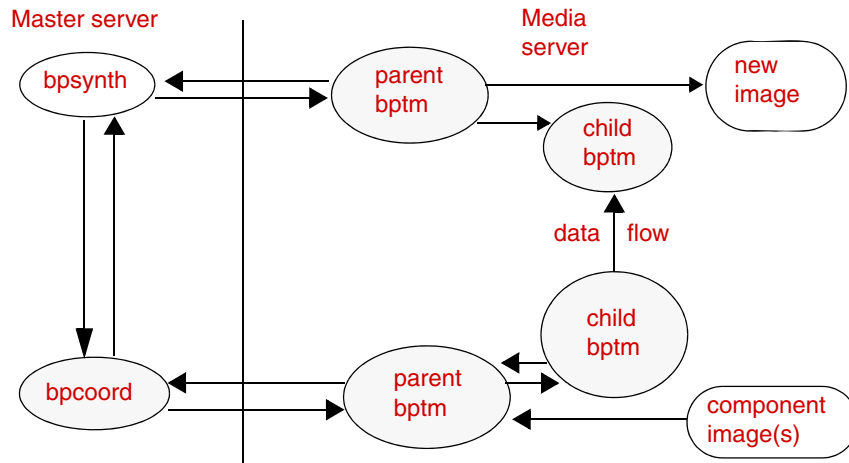 Master server
Media
server
bpsynth
parent
bptm
new
image
child
bptm
data flow
child
bptm
bpcoord
parent
bptm
component
image(s)